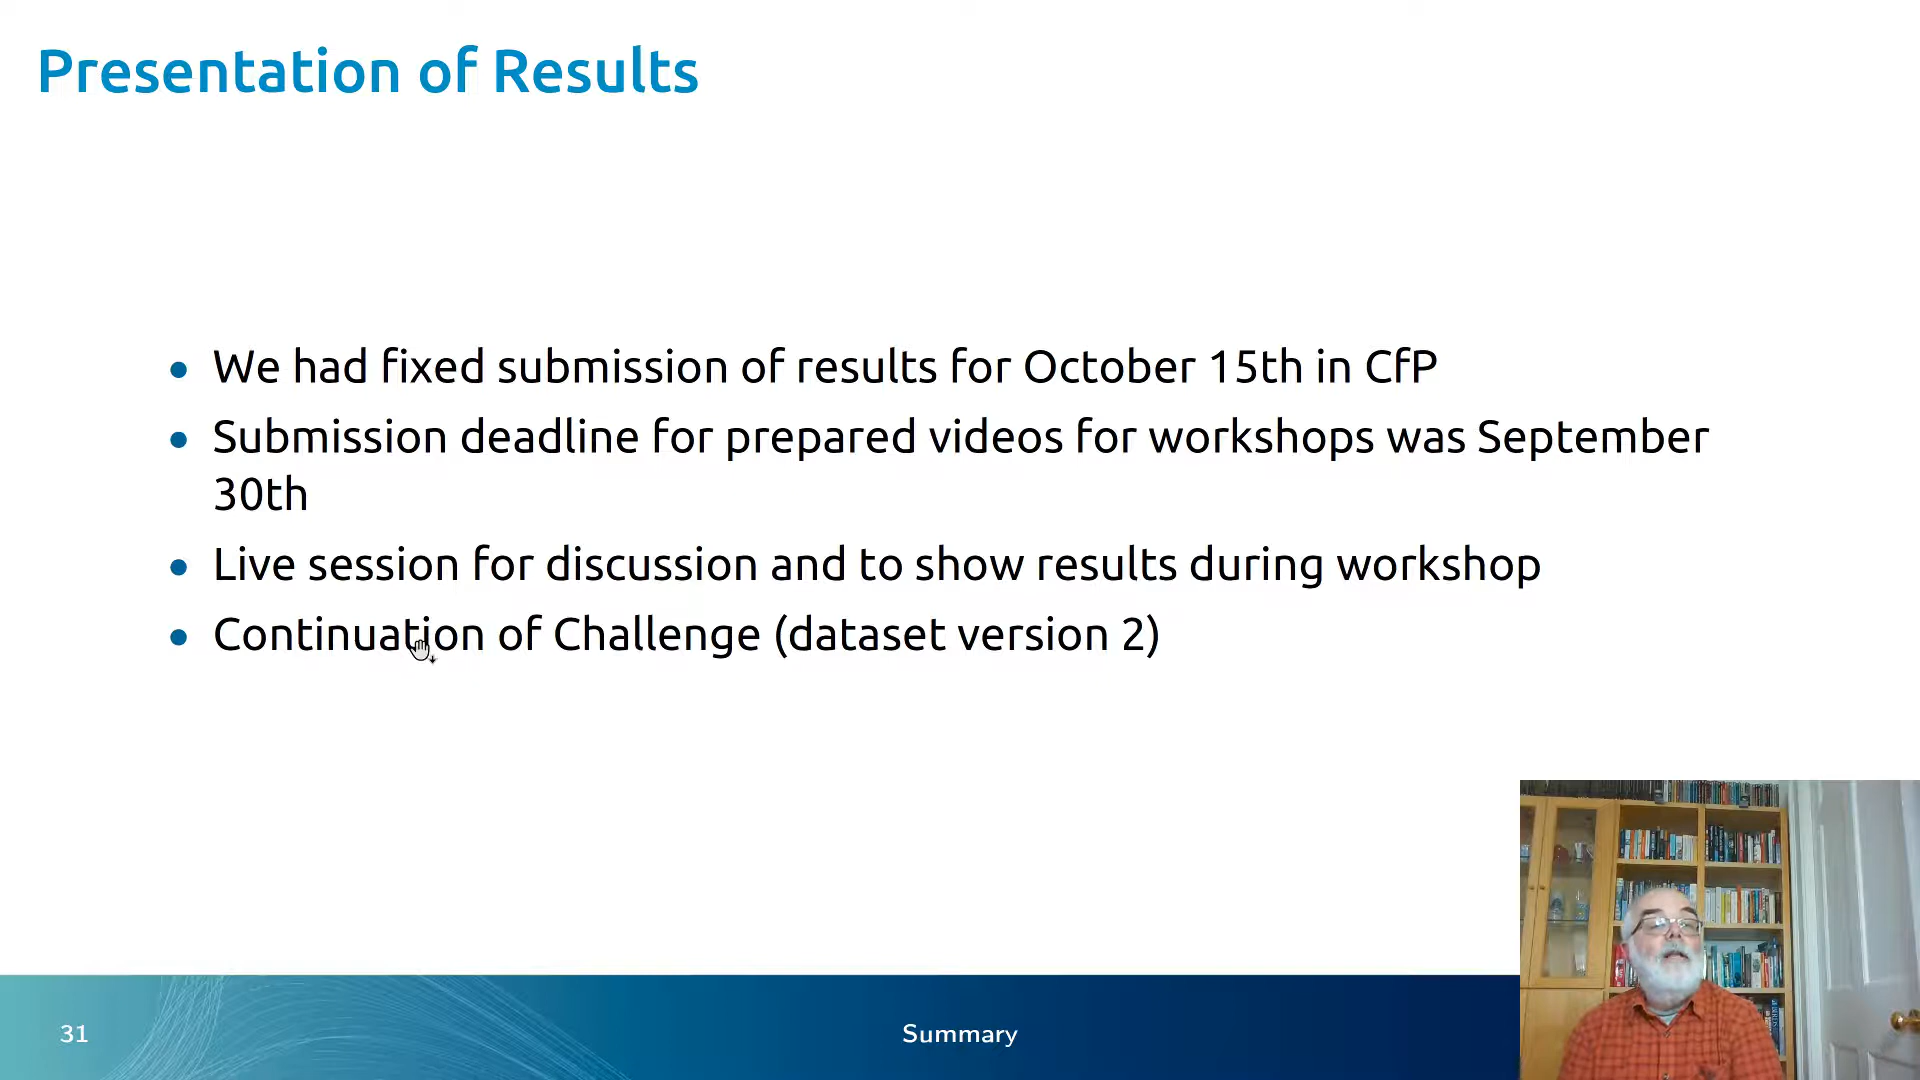 Presentation of Results
• We had fixed submission of results for October 15th in CfP
• Submission deadline for prepared videos for workshops was September
30th
• Live session for discussion and to show results during workshop
• Continuation of Challenge (dataset version 2)
31
Summary